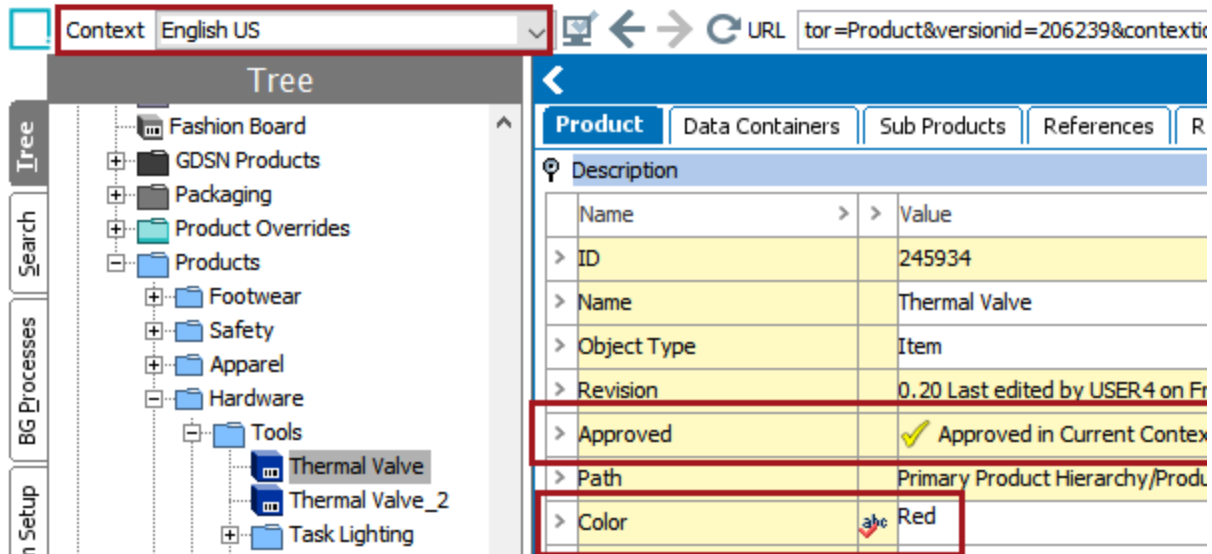 Context English US URL tor=Product&versionid=206239&contextid
Tree
Tree
Search
BG Processes
Setup
Fashion Board
GDSN Products
Packaging
Product Overrides
Products
Footwear
Safety
Apparel
Hardware
Tools
Thermal Valve
Thermal Valve_2
Task Lighting
Product Data Containers Sub Products References R
Description
Name > > Value
> ID 245934
> Name Thermal Valve
> Object Type Item
> Revision 0.20 Last edited by USER4 on Fr
> Approved Approved in Current Contex
> Path Primary Product Hierarchy/Produ
> Color abc Red